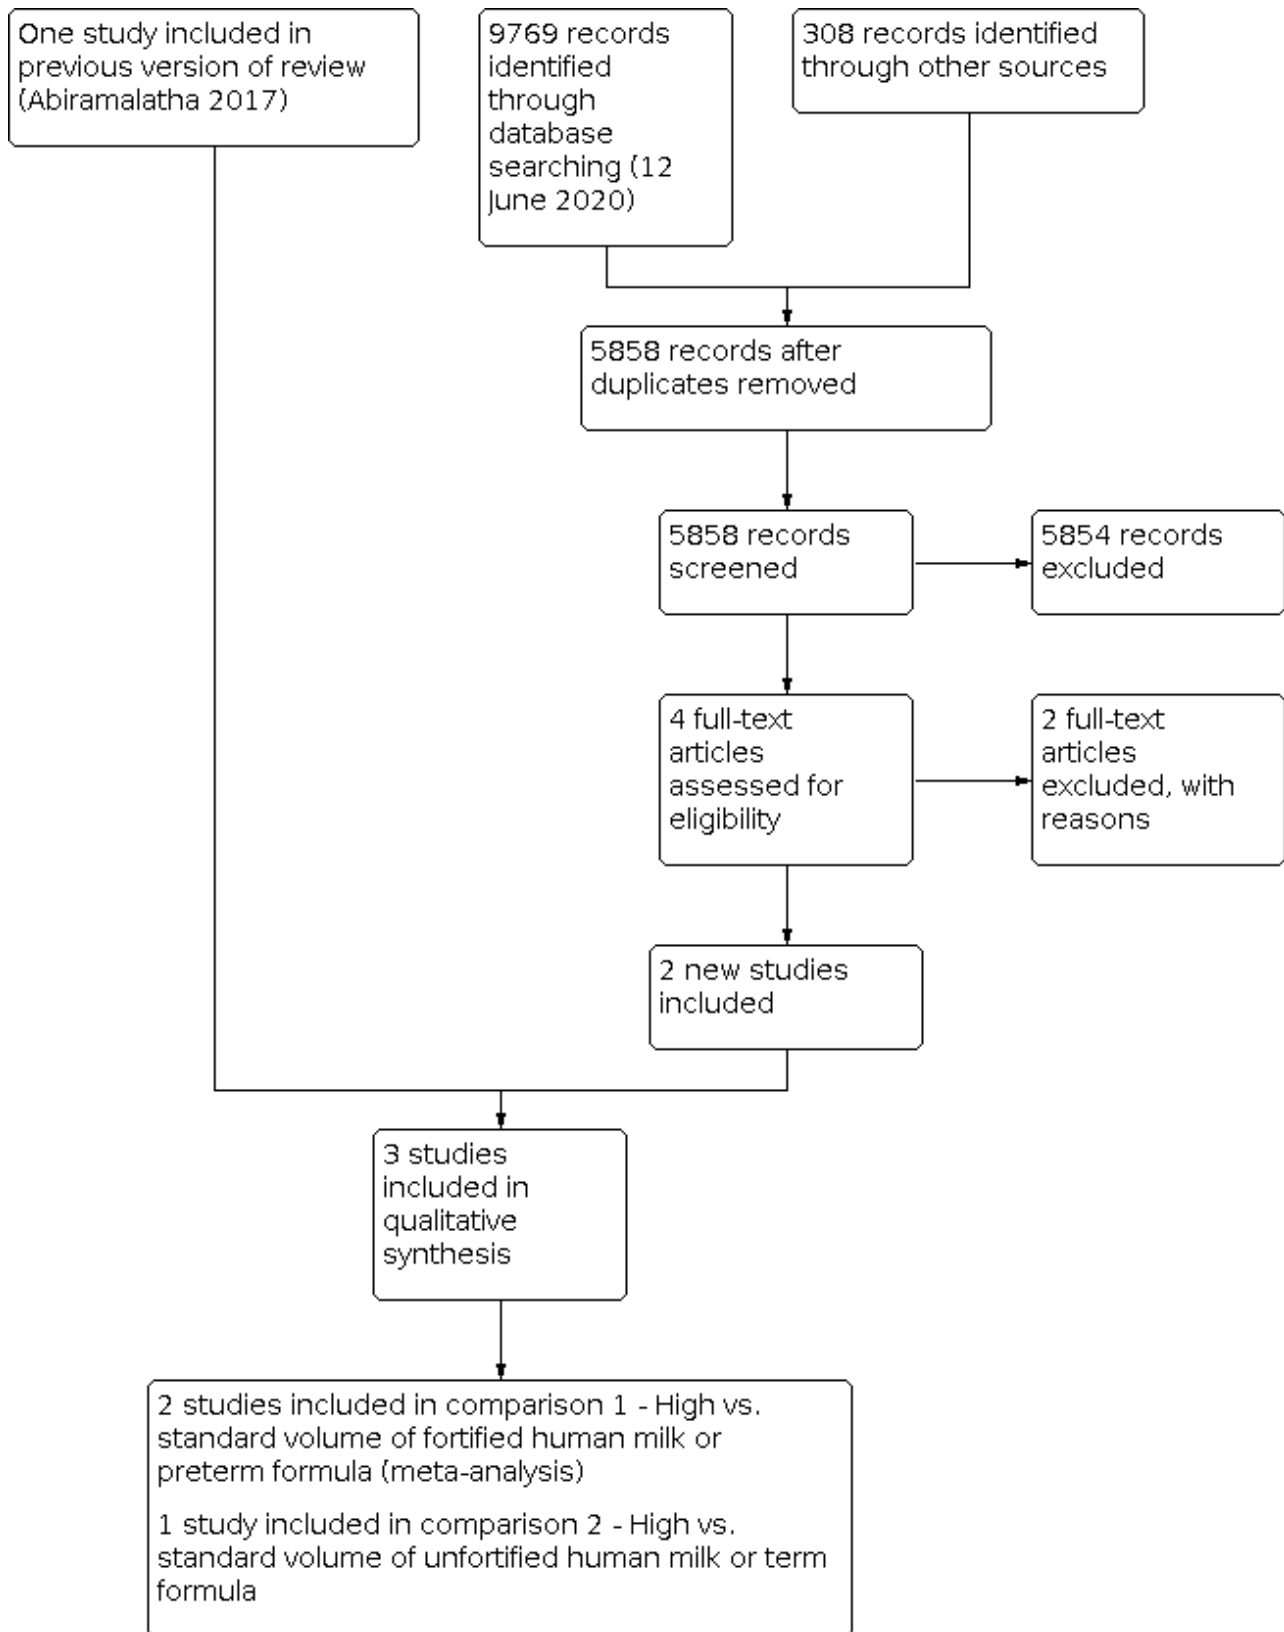 One study included in
previous version of review
(Abiramalatha 2017)
9769 records
identified
through
database
searching (12
June 2020)
308 records identified
through other sources
5858 records after
duplicates removed
5858 records
screened
5854 records
excluded
4 full-text
articles
assessed for
eligibility
2 full-text
articles
excluded, with
reasons
2 new studies
included
3 studies
included in
qualitative
synthesis
2 studies included in comparison 1 - High vs.
standard volume of fortified human milk or
preterm formula (meta-analysis)
1 study included in comparison 2 - High vs.
standard volume of unfortified human milk or term
formula